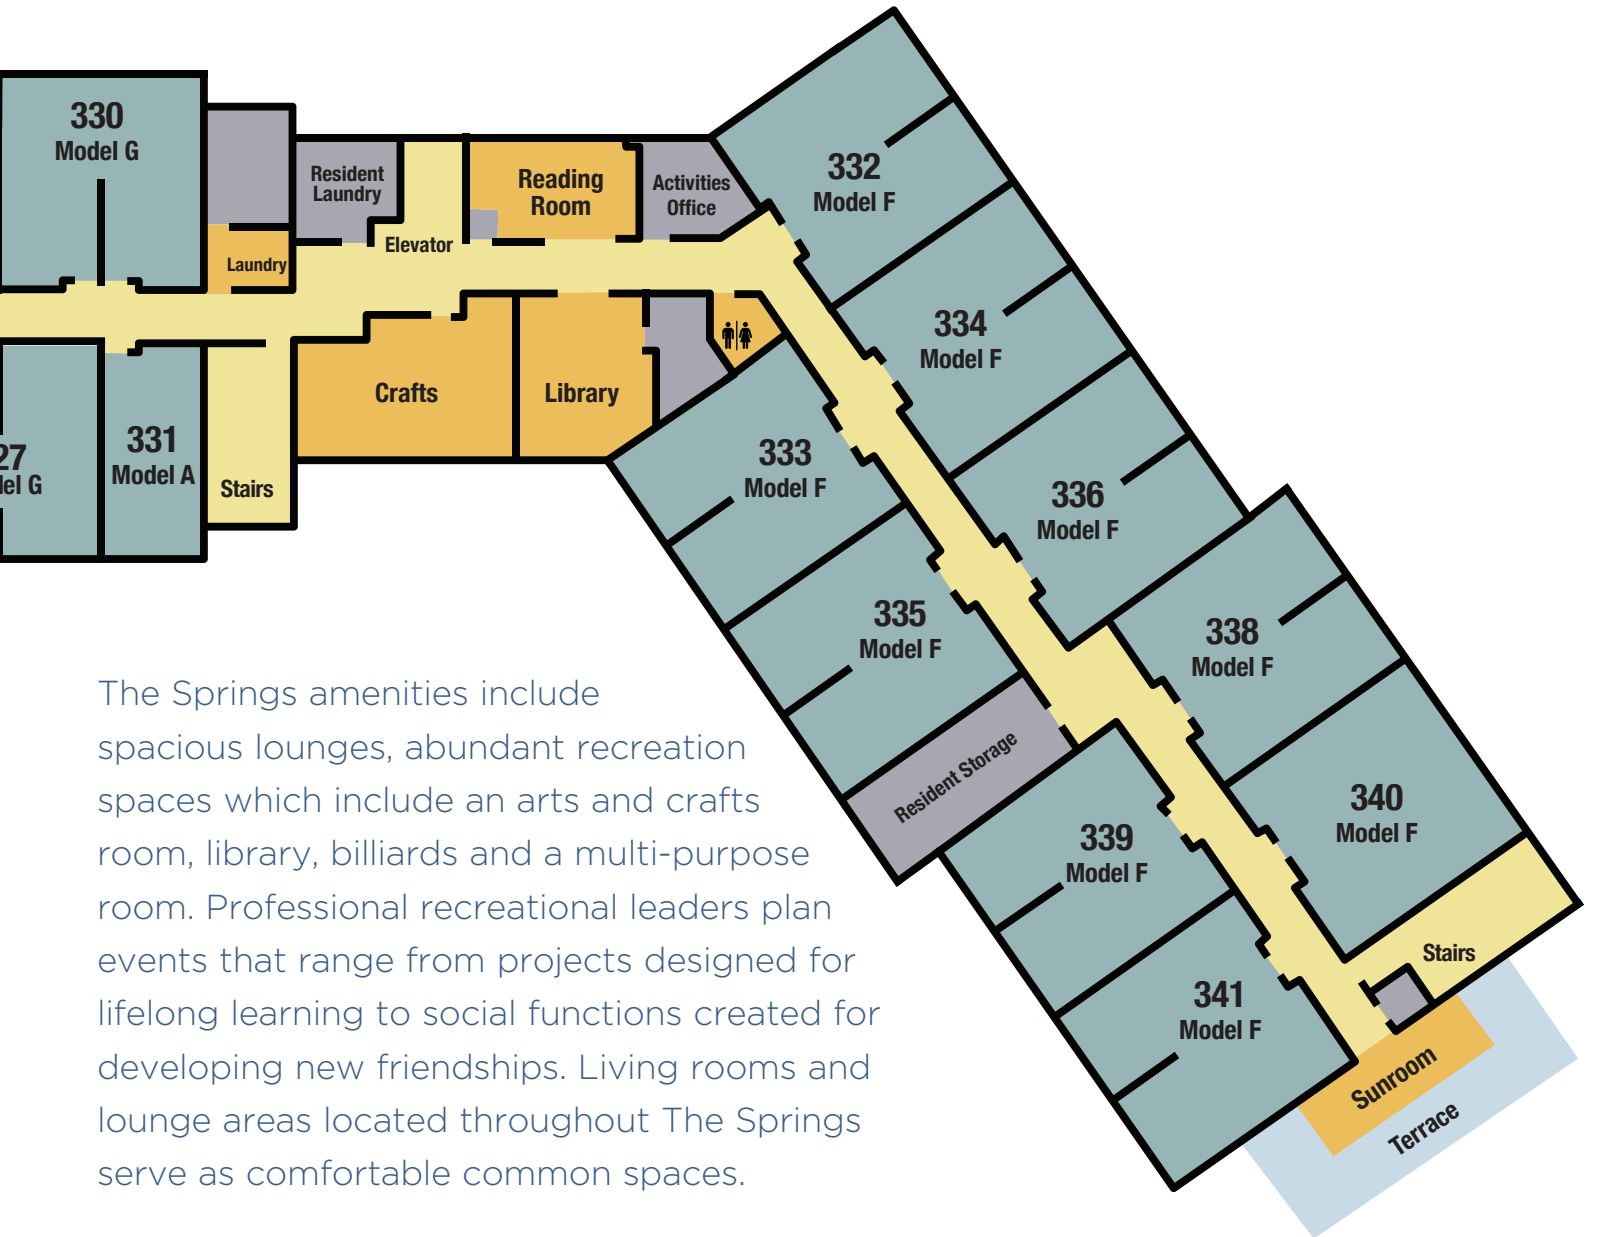 330
Model G
Resident
Laundry
Elevator
Laundry
Reading
Room
Activities
Office
332
Model F
334
Model F
336
Model F
338
Model F
340
Model F
27
el G
331
Model A
Stairs
Crafts
Library
333
Model F
335
Model F
Resident Storage
339
Model F
341
Model F
Stairs
Sunroom
Terrace
The Springs amenities include
spacious lounges, abundant recreation
spaces which include an arts and crafts
room, library, billiards and a multi-purpose
room. Professional recreational leaders plan
events that range from projects designed for
lifelong learning to social functions created for
developing new friendships. Living rooms and
lounge areas located throughout The Springs
serve as comfortable common spaces.